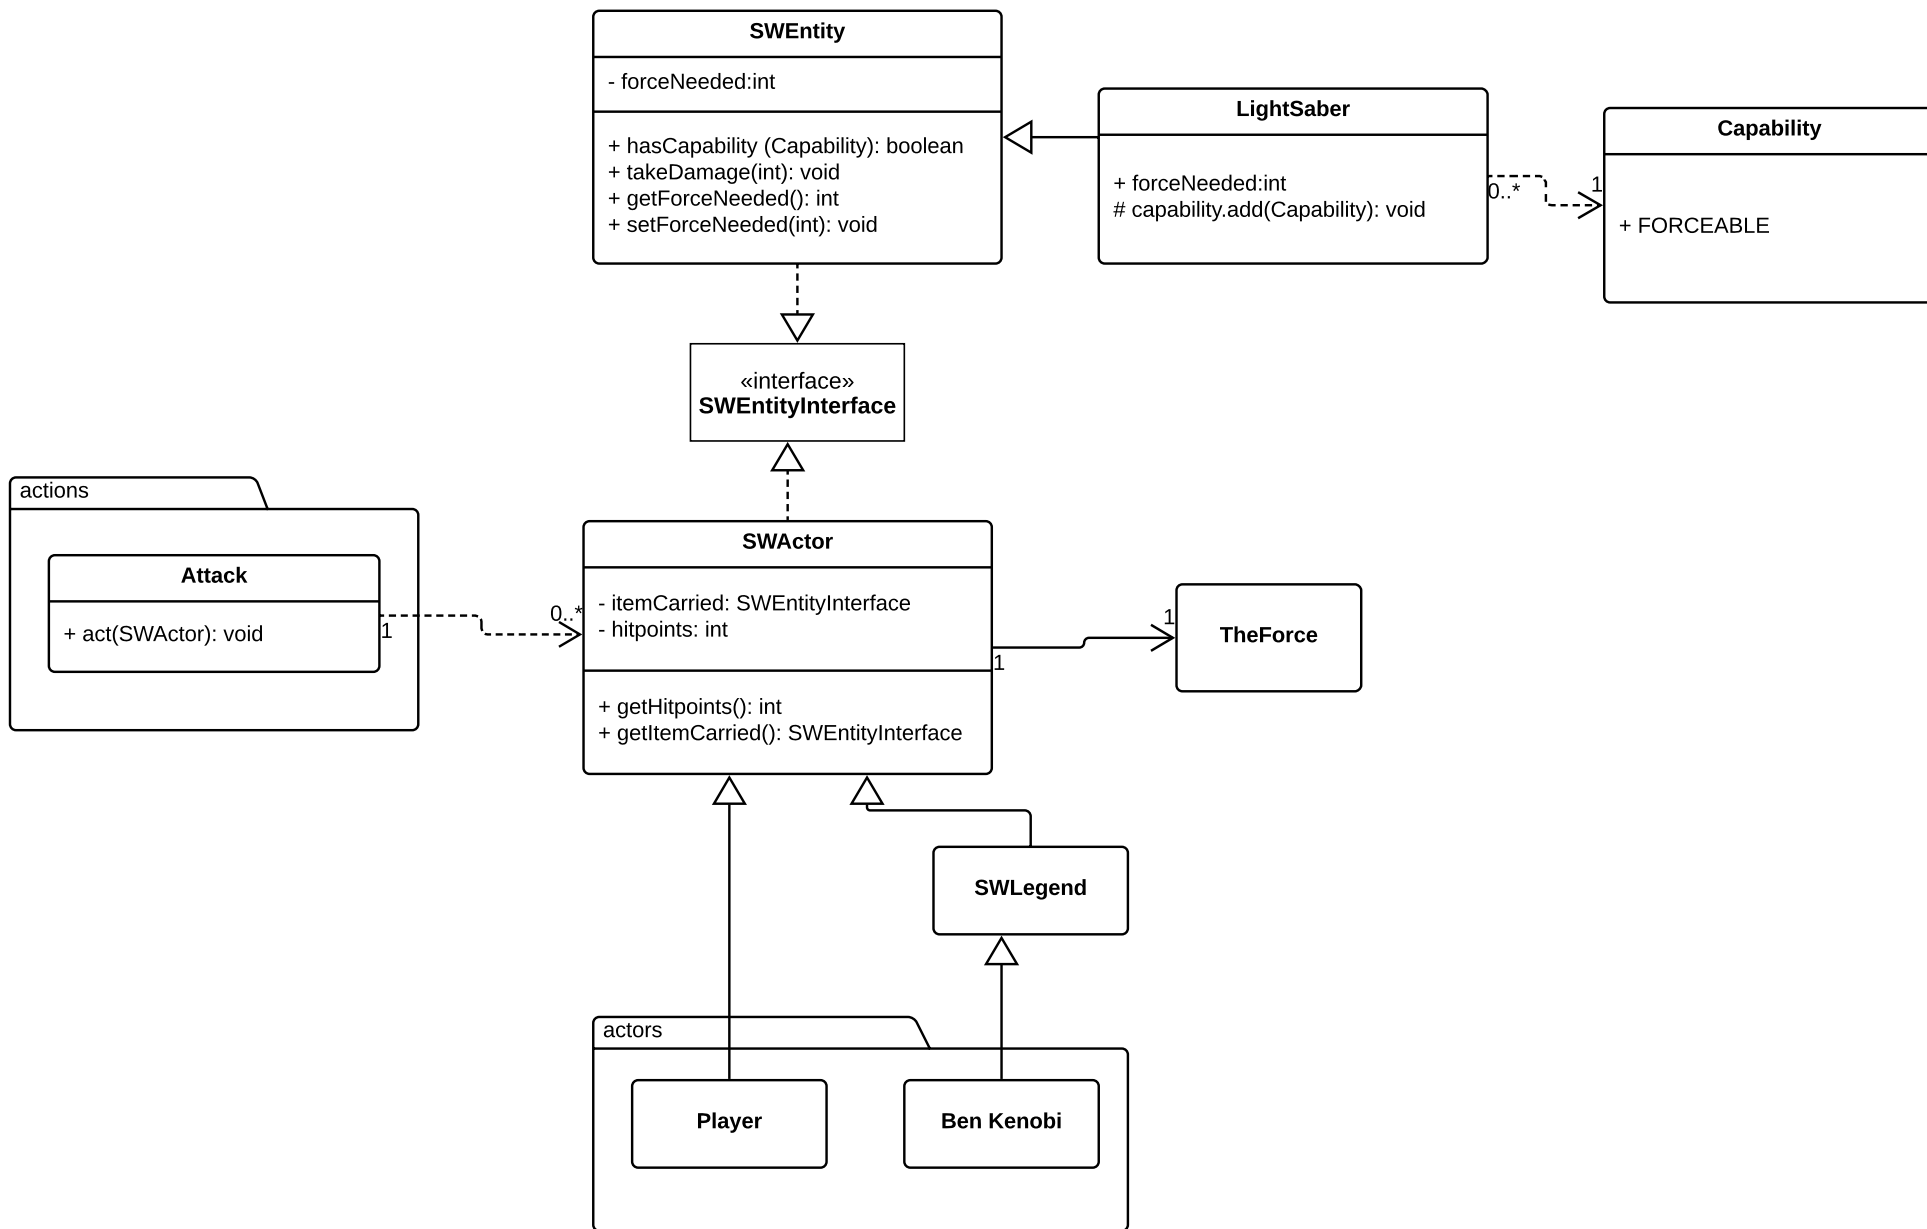 SWEntity
- forceNeeded:int
+ hasCapability (Capability): boolean
+ takeDamage(int): void
+ getForceNeeded(): int
+ setForceNeeded(int): void
LightSaber
+ forceNeeded:int
# capability.add(Capability): void
0..*
1
Capability
+ FORCEABLE
«interface»
SWEntityInterface
actions
Attack
+ act(SWActor): void
1
0..*
SWActor
- itemCarried: SWEntityInterface
- hitpoints: int
+ getHitpoints(): int
+ getItemCarried(): SWEntityInterface
1
1
TheForce
SWLegend
actors
Player
Ben Kenobi